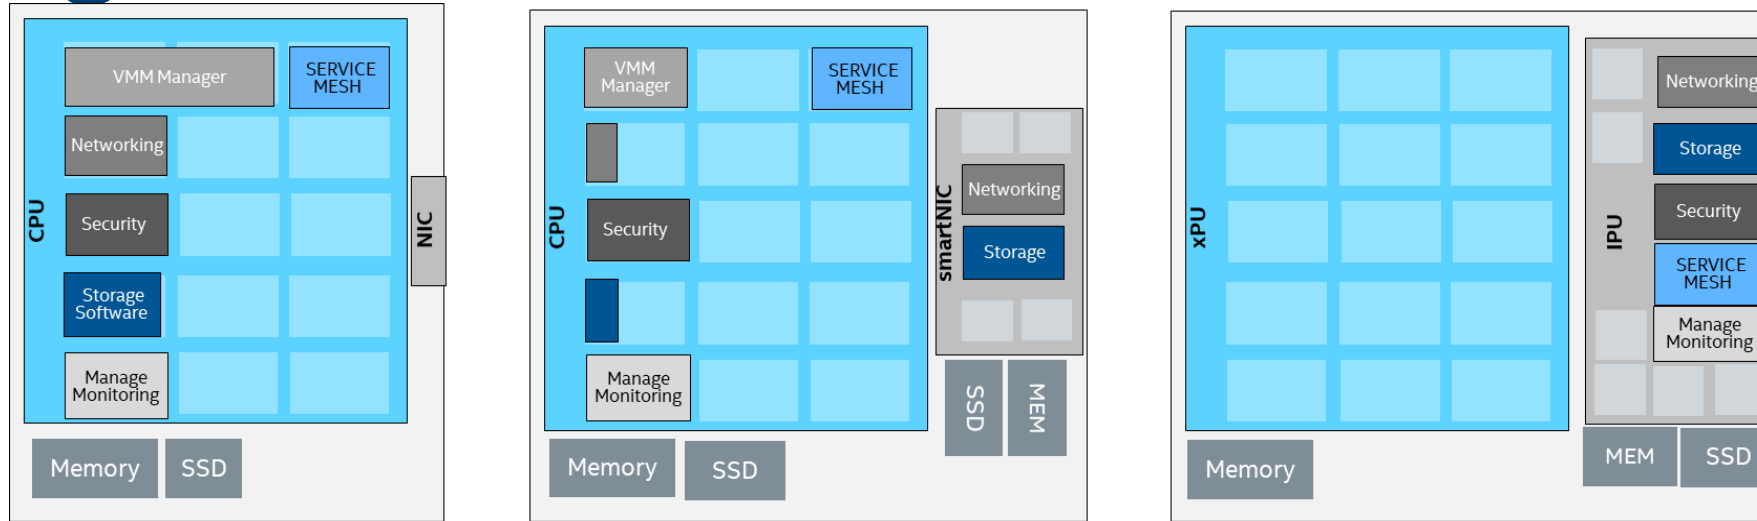 VMM Manager
SERVICE
MESH
Networking
Security
Storage
Software
Manage
Monitoring
CPU
NIC
Memory
SSD
VMM
Manager
SERVICE
MESH
Security
Manage
Monitoring
CPU
smartNIC
Networking
Storage
SSD
MEM
Memory
SSD
xPU
IPU
Networking
Storage
Security
SERVICE
MESH
Manage
Monitoring
Memory
MEM
SSD